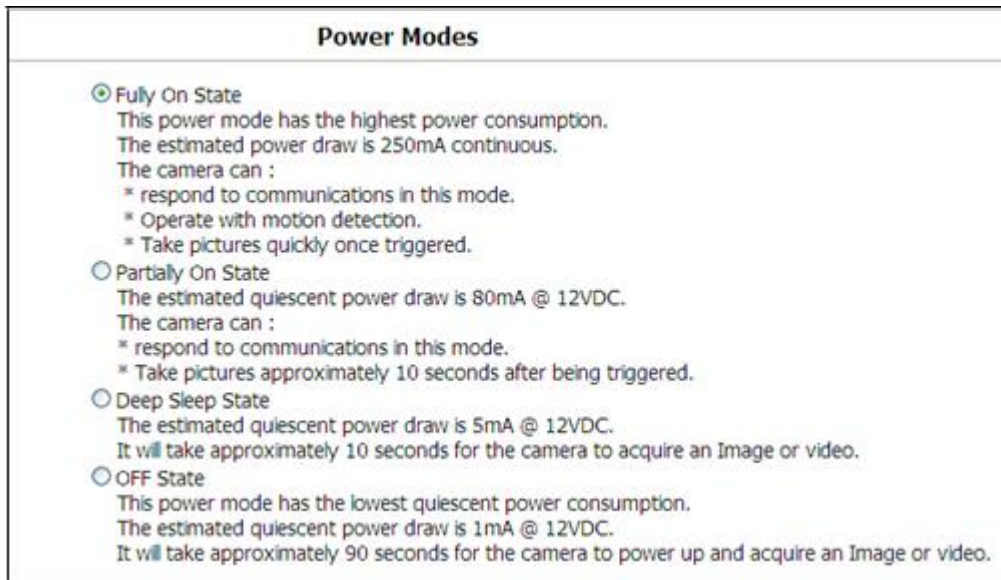 Power Modes
Fully On State
This power mode has the highest power consumption.
The estimated power draw is 250mA continuous.
The camera can :
* respond to communications in this mode.
* Operate with motion detection.
* Take pictures quickly once triggered.
Partially On State
The estimated quiescent power draw is 80mA @ 12VDC.
The camera can :
* respond to communications in this mode.
* Take pictures approximately 10 seconds after being triggered.
Deep Sleep State
The estimated quiescent power draw is 5mA @ 12VDC.
It will take approximately 10 seconds for the camera to acquire an Image or video.
OFF State
This power mode has the lowest quiescent power consumption.
The estimated quiescent power draw is 1mA @ 12VDC.
It will take approximately 90 seconds for the camera to power up and acquire an Image or video.